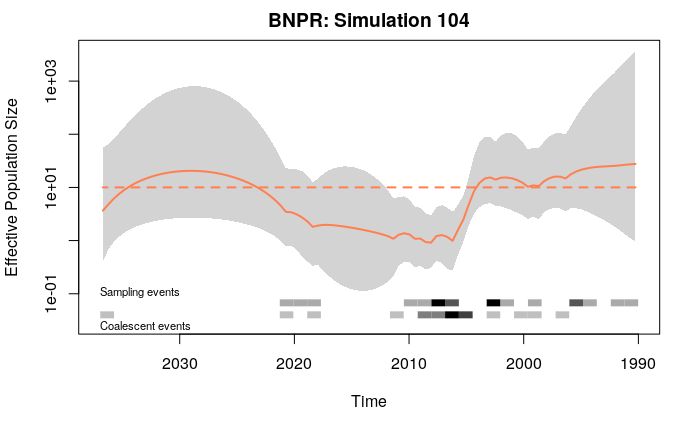 BNPR: Simulation 104
Effective Population Size
1e+03
1e+01
1e-01
Sampling events
Coalescent events
2030
2020
2010
2000
1990
Time